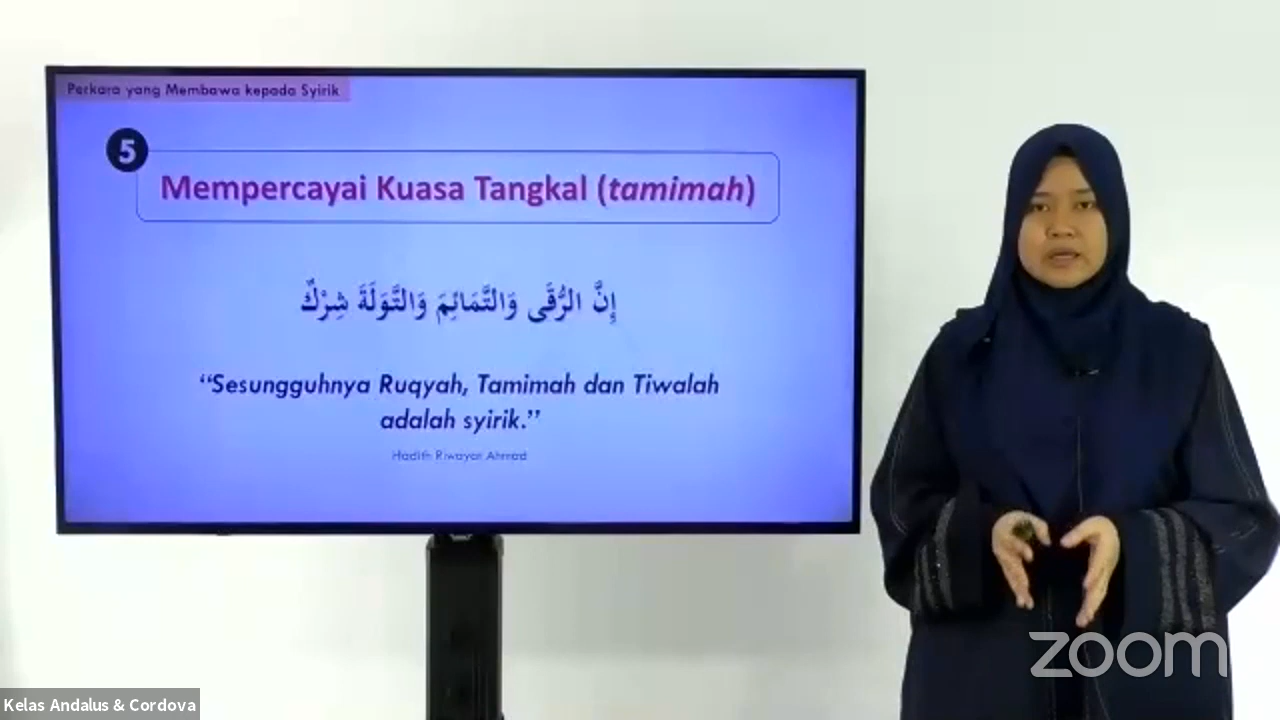 Perkara yang Membawa kepada Syirik
5
Mempercayai Kuasa Tangkal (tamimah)
إِنَّ الرُّقَى وَالتَّمَائِمَ وَالتَّوَلَةَ شِرْكٌ
“Sesungguhnya Ruqyah, Tamimah dan Tiwalah
adalah syirik.”
Hadith Riwayat Ahmad
zoom
Kelas Andalus & Cordova